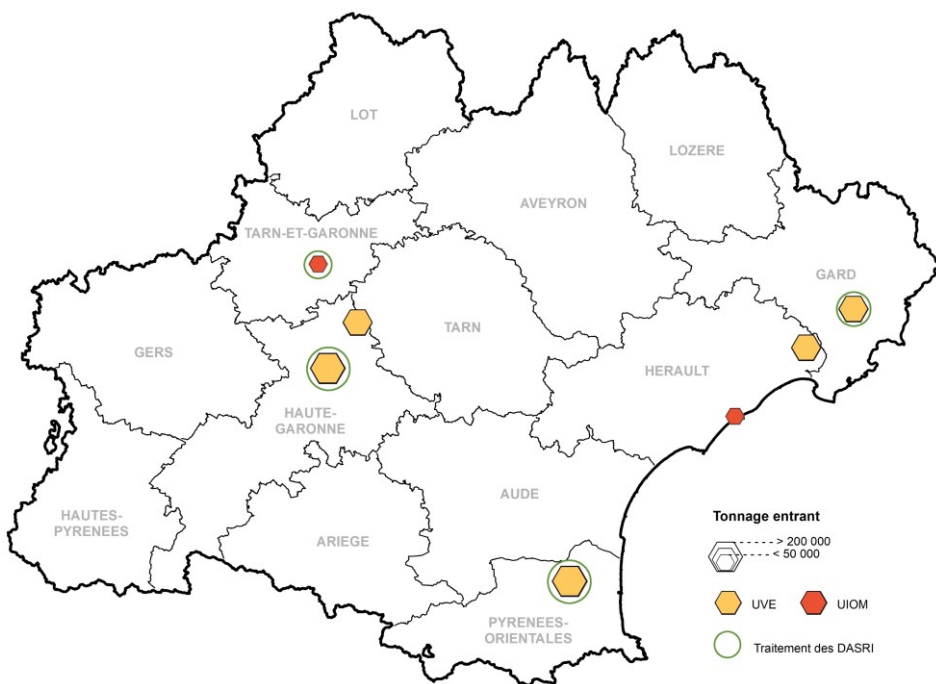 LOT
LOZERE
AVEYRON
TARN-ET-GARONNE
GARD
TARN
GERS
HERAULT
HAUTE-
GARONNE
AUDE
HAUTES-
PYRENEES
ARIEGE
PYRENEES-
ORIENTALES
Tonnage entrant
> 200 000
< 50 000
UVE
UIOM
Traitement des DASRI